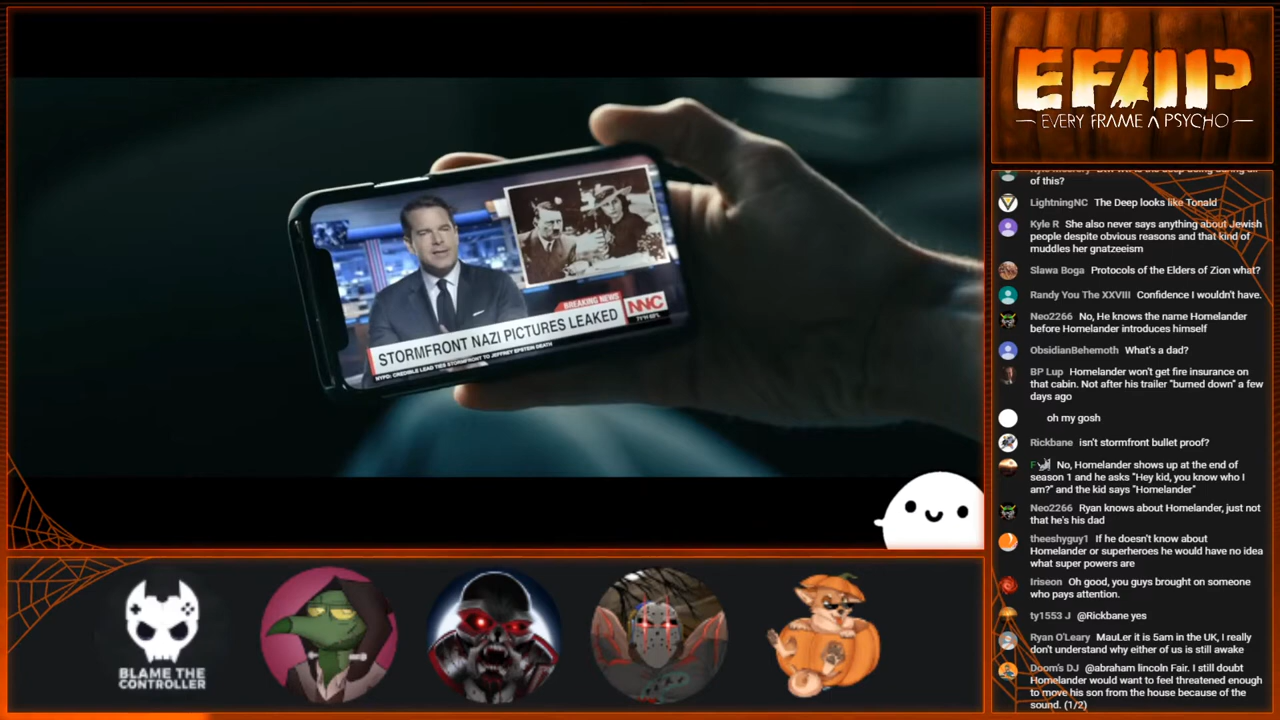 STORMFRONT NAZI PICTURES LEAKED
BREAKING NEWS
NNC
NYPD: CREDIBLE LEAD TIES STORMFRONT TO JEFFREY EPSTEIN DEATH
BLAME THE
CONTROLLER
EFAP
EVERY FRAME A PSYCHO
of this?
LightningNC The Deep looks like Tonald
Kyle R She also never says anything about Jewish
people despite obvious reasons and that kind of
muddles her gnatzeeism
Slawa Boga Protocols of the Elders of Zion what?
Randy You The XXVIII Confidence I wouldn't have.
Neo2266 No, He knows the name Homelander
before Homelander introduces himself
ObsidianBehemoth What's a dad?
BP Lup Homelander won't get fire insurance on
that cabin. Not after his trailer "burned down" a few
days ago
oh my gosh
Rickbane isn't stormfront bullet proof?
No, Homelander shows up at the end of
season 1 and he asks "Hey kid, you know who I
am?" and the kid says "Homelander"
Neo2266 Ryan knows about Homelander, just not
that he's his dad
theeshyguy1 If he doesn't know about
Homelander or superheroes he would have no idea
what super powers are
Iriseon Oh good, you guys brought on someone
who pays attention.
ty1553 J @Rickbane yes
Ryan O'Leary MauLer it is 5am in the UK, I really
don't understand why either of us is still awake
Doom's DJ @abraham lincoln Fair. I still doubt
Homelander would want to feel threatened enough
to move his son from the house because of the
sound. (1/2)